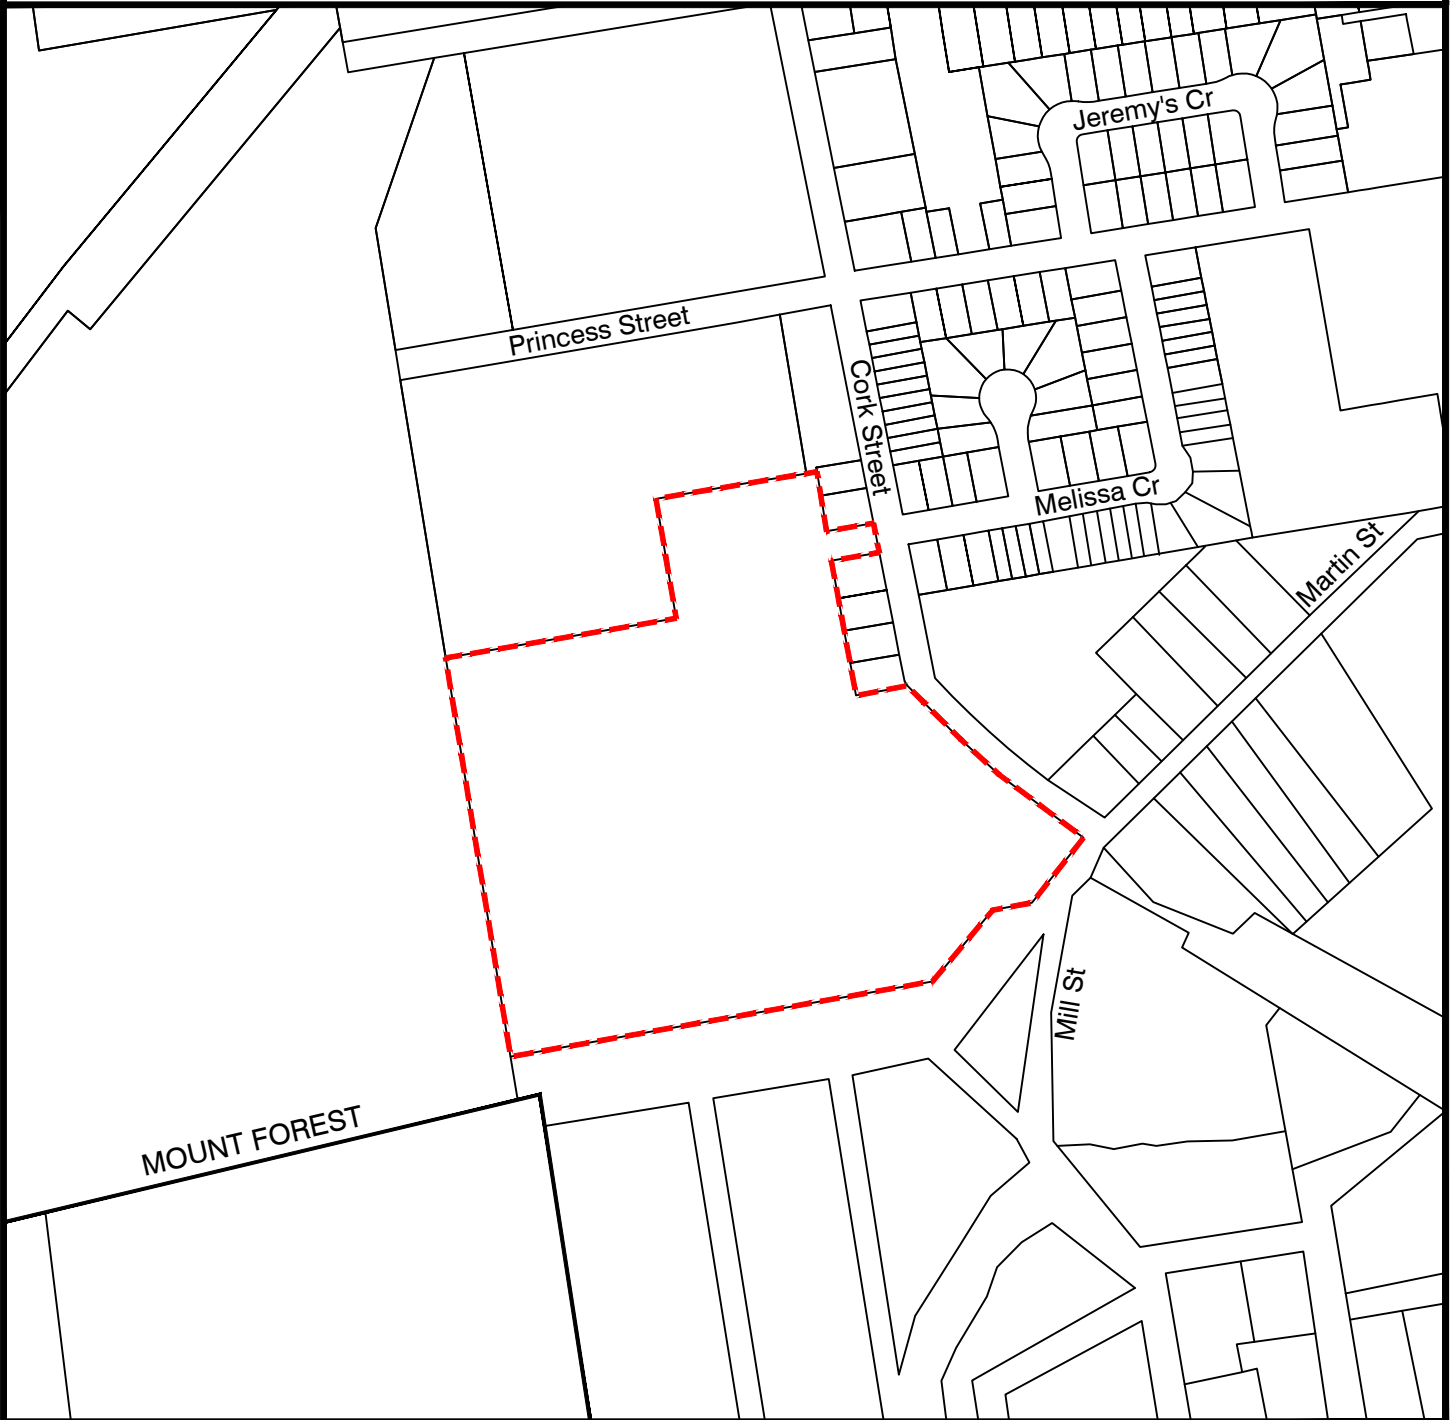 Jeremy's Cr
Princess Street
Cork Street
Melissa Cr
Martin St
Mill St
MOUNT FOREST